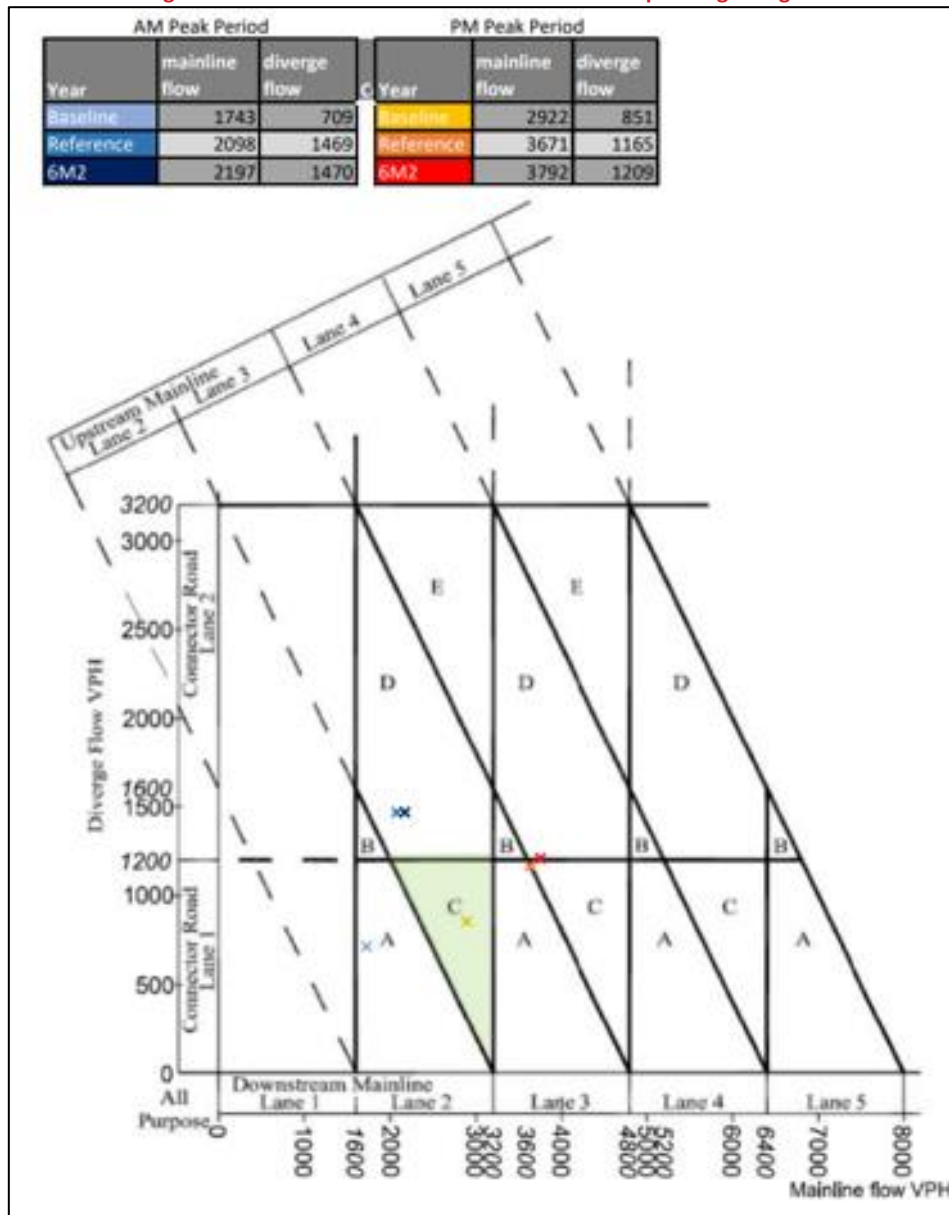 AM Peak Period
PM Peak Period
Year mainline flow diverge flow
Baseline 1743 709
Reference 2098 1469
6M2 2197 1470
C
Year mainline flow diverge flow
Baseline 2922 851
Reference 3671 1165
6M2 3792 1209
Upstream Mainline
Lane 2 Lane 3 Lane 4 Lane 5
3200
3000
2500
2000
1600
1500
1200
1000
500
0
Diverge Flow VPH
Connector Road
Lane 2
Connector Road
Lane 1
E E
D D D
B B B B
C C C
A A A A
Downstream Mainline
All Purpose
Lane 1 Lane 2 Lane 3 Lane 4 Lane 5
0 1000 1600 2000 3000 3200 3600 4000 4800 5200 6000 6400 7000 8000
Mainline flow VPH